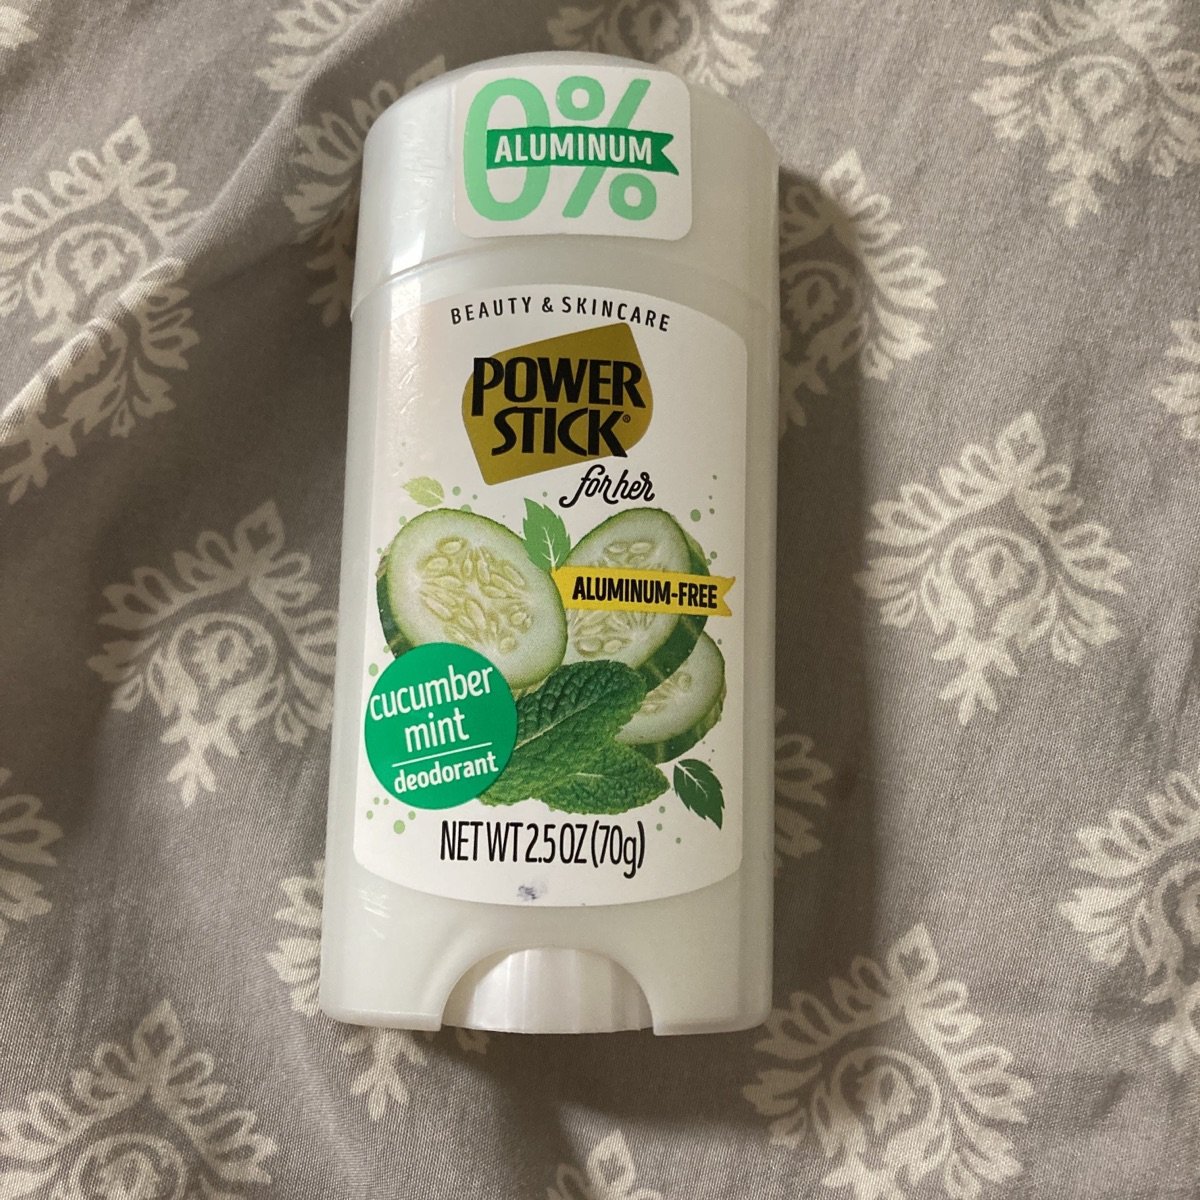 0%
ALUMINUM
BEAUTY & SKINCARE
POWER
STICK®
for her
ALUMINUM-FREE
cucumber
mint
deodorant
NET WT 2.5 OZ (70g)